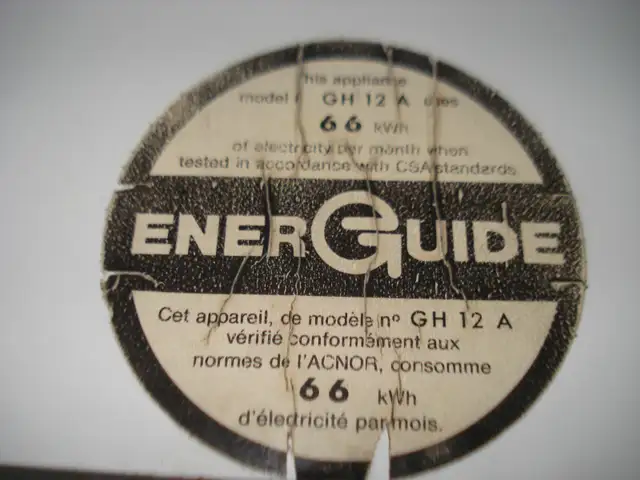 This appliance
model # GH 12 A uses
66 kWh
of electricity per month when
tested in accordance with CSA standards
ENERGUIDE
Cet appareil, de modèle nº GH 12 A
vérifié conformément aux
normes de l'ACNOR, consomme
66 kWh
d'électricité par mois.